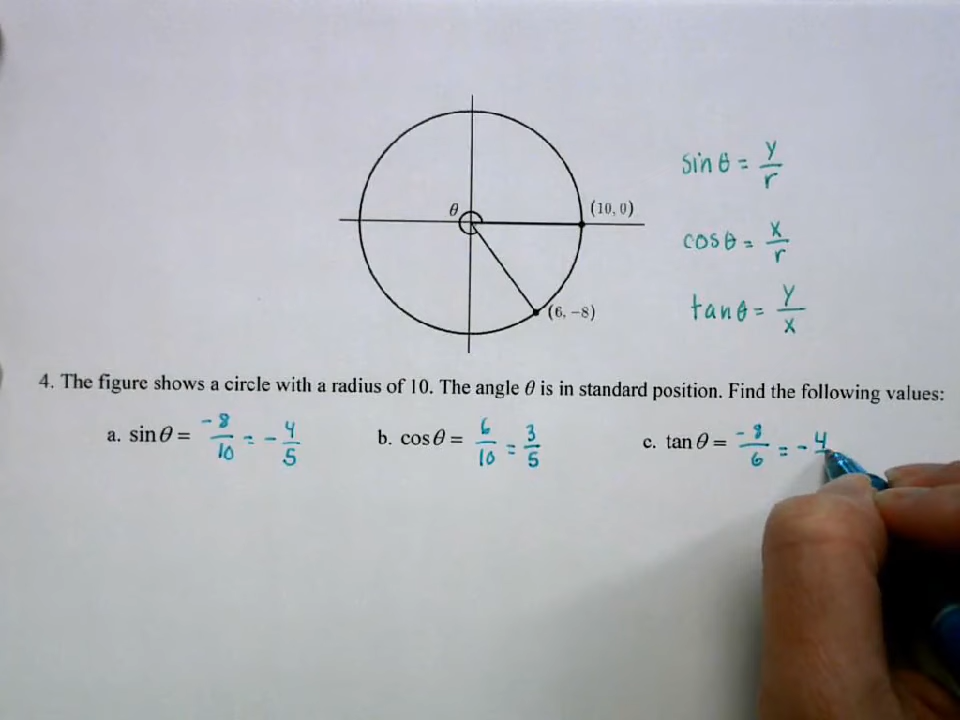 sin θ = y/r
θ
(10, 0)
cos θ = x/r
tan θ = y/x
(6, −8)
4. The figure shows a circle with a radius of 10. The angle θ is in standard position. Find the following values:
a. sin θ = -8/10 = -4/5
b. cos θ = 6/10 = 3/5
c. tan θ = -8/6 = -4